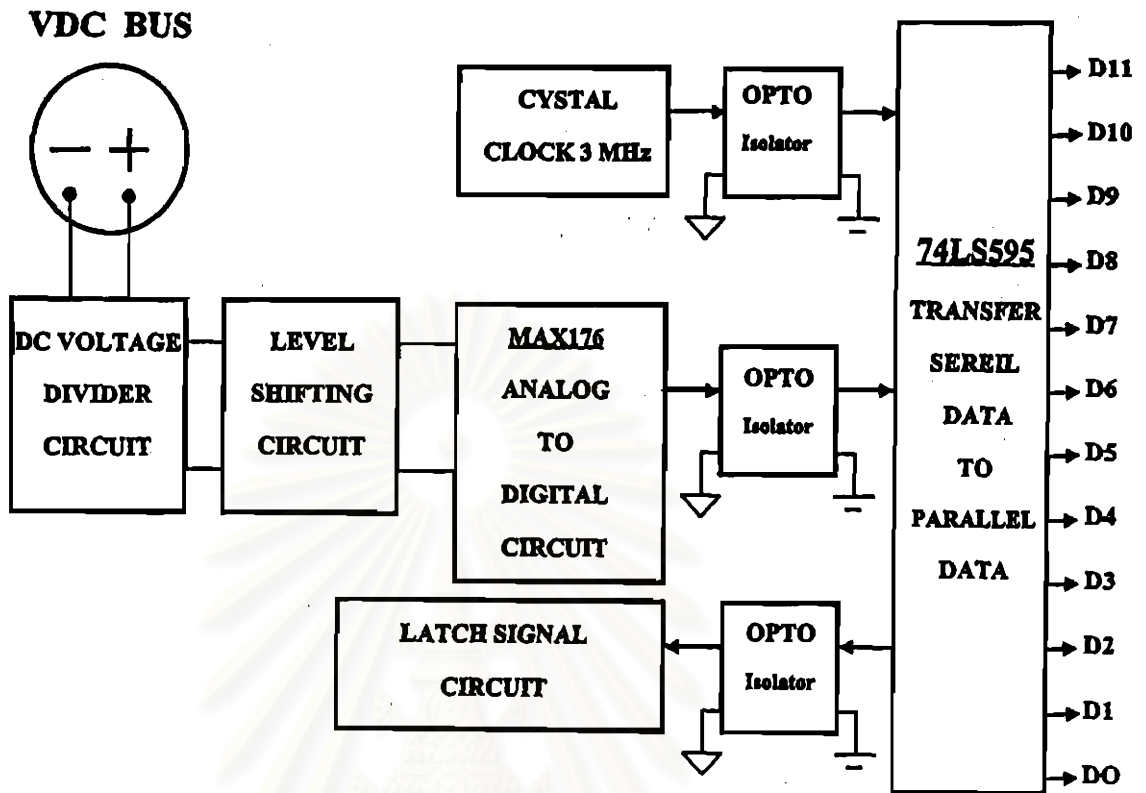 VDC BUS
− +
CYSTAL
CLOCK 3 MHz
OPTO
Isolator
DC VOLTAGE
DIVIDER
CIRCUIT
LEVEL
SHIFTING
CIRCUIT
MAX176
ANALOG
TO
DIGITAL
CIRCUIT
OPTO
Isolator
LATCH SIGNAL
CIRCUIT
OPTO
Isolator
74LS595
TRANSFER
SEREIL
DATA
TO
PARALLEL
DATA
D11
D10
D9
D8
D7
D6
D5
D4
D3
D2
D1
DO